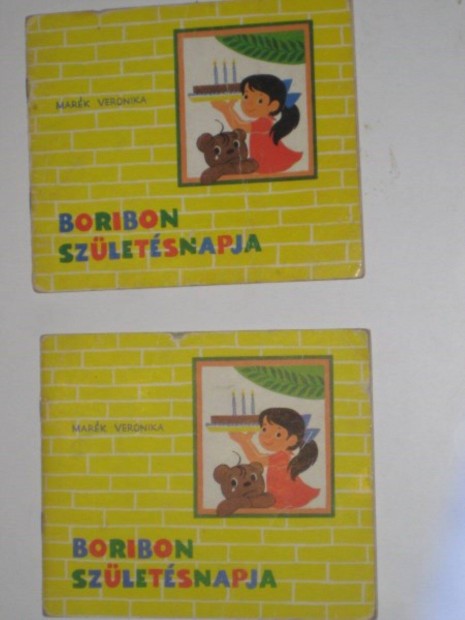 MARÉK VERONIKA
BORIBON
SZÜLETÉSNAPJA
MARÉK VERONIKA
BORIBON
SZÜLETÉSNAPJA